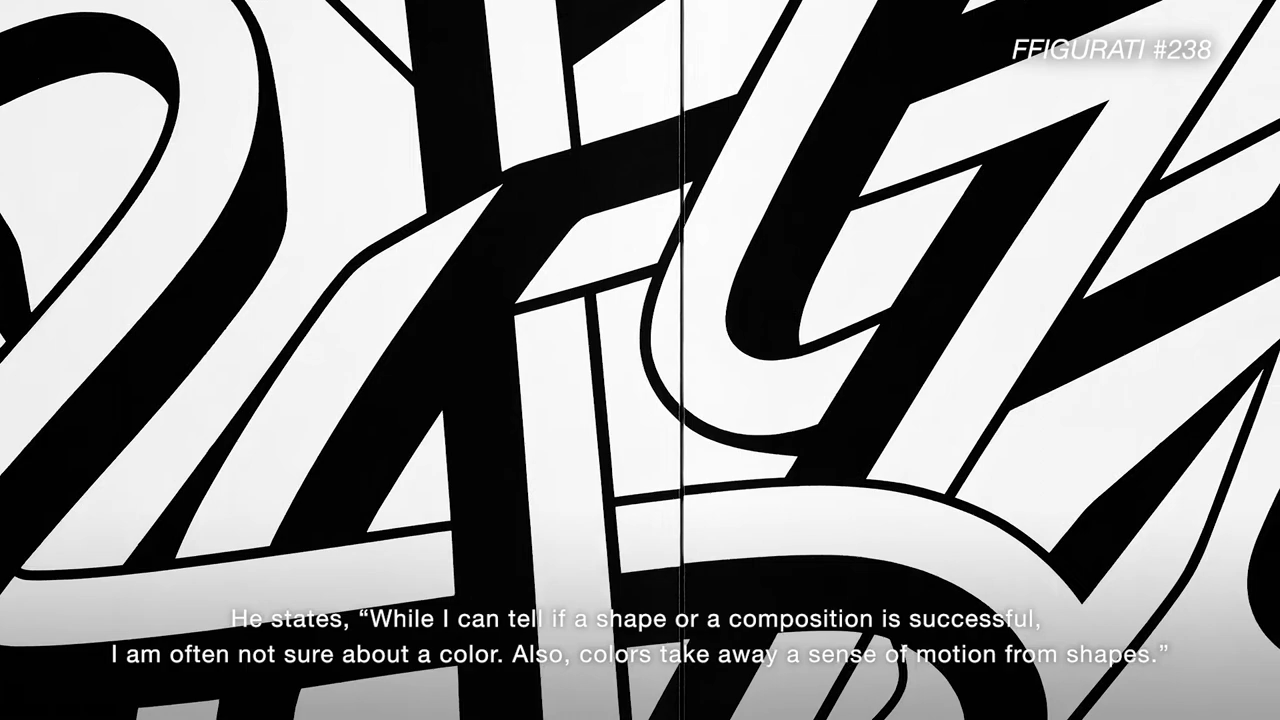 FFIGURATI #238
He states, “While I can tell if a shape or a composition is successful,
I am often not sure about a color. Also, colors take away a sense of motion from shapes.”